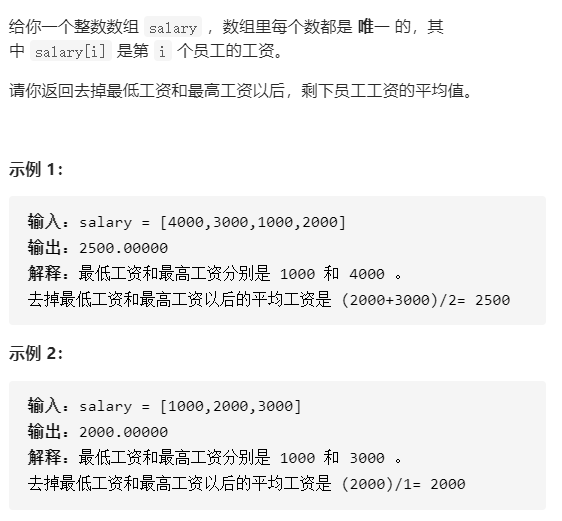 给你一个整数数组 salary ，数组里每个数都是 唯一 的，其
中 salary[i] 是第 i 个员工的工资。
请你返回去掉最低工资和最高工资以后，剩下员工工资的平均值。
示例 1：
输入：salary = [4000,3000,1000,2000]
输出：2500.00000
解释：最低工资和最高工资分别是 1000 和 4000 。
去掉最低工资和最高工资以后的平均工资是 (2000+3000)/2= 2500
示例 2：
输入：salary = [1000,2000,3000]
输出：2000.00000
解释：最低工资和最高工资分别是 1000 和 3000 。
去掉最低工资和最高工资以后的平均工资是 (2000)/1= 2000